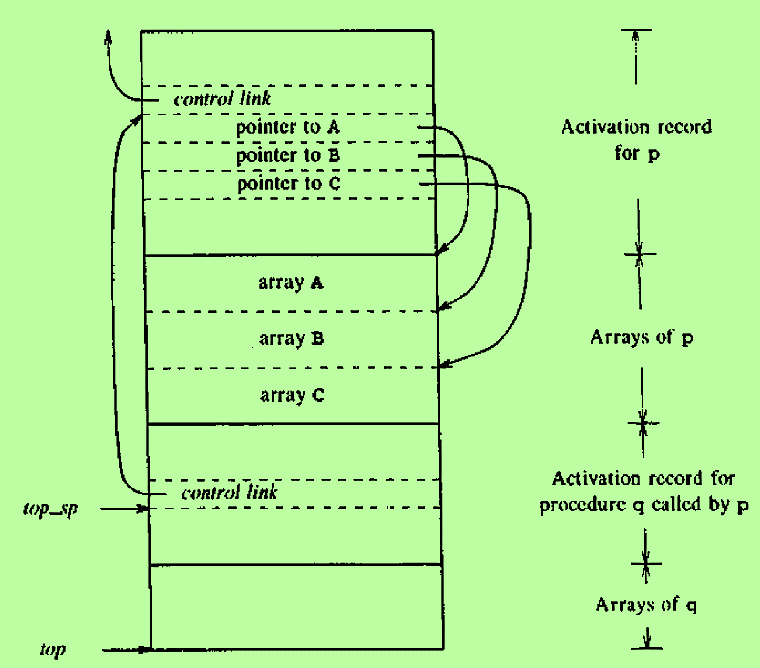 control link
pointer to A
pointer to B
pointer to C
Activation record
for p
array A
array B
array C
Arrays of p
control link
top_sp
Activation record for
procedure q called by p
Arrays of q
top